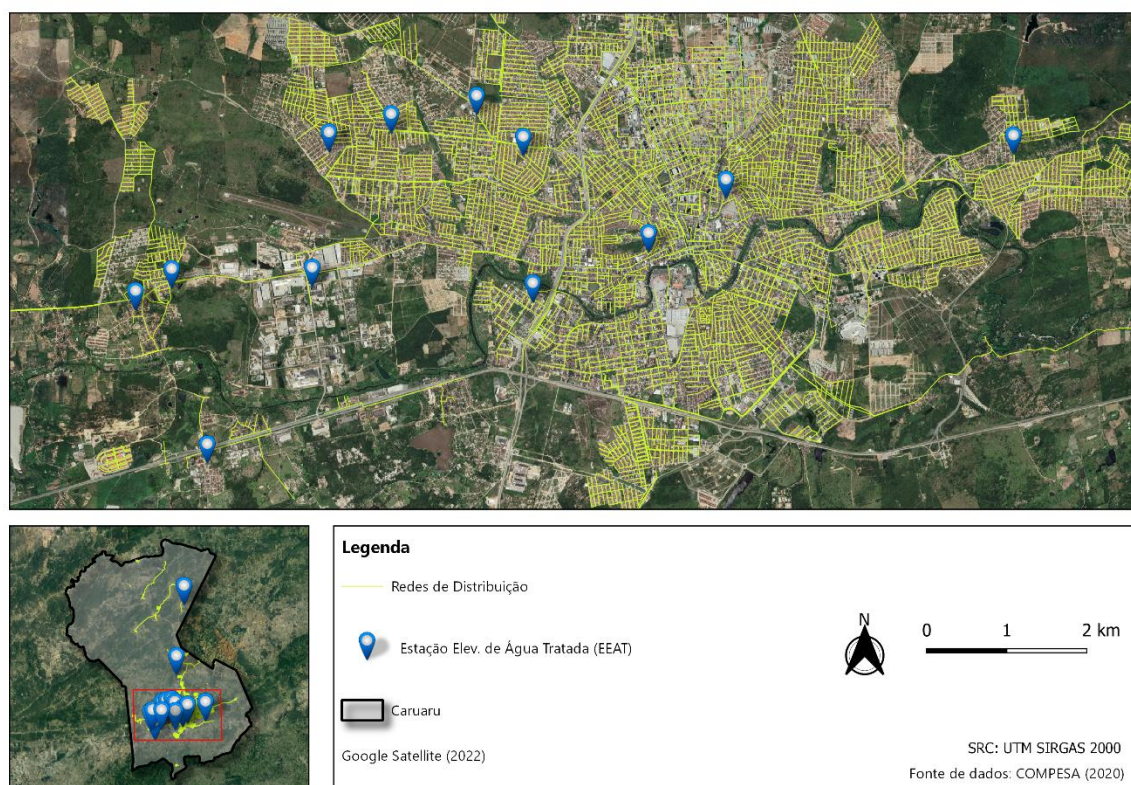 Legenda
Redes de Distribuição
Estação Elev. de Água Tratada (EEAT)
Caruaru
Google Satellite (2022)
N
0 1 2 km
SRC: UTM SIRGAS 2000
Fonte de dados: COMPESA (2020)